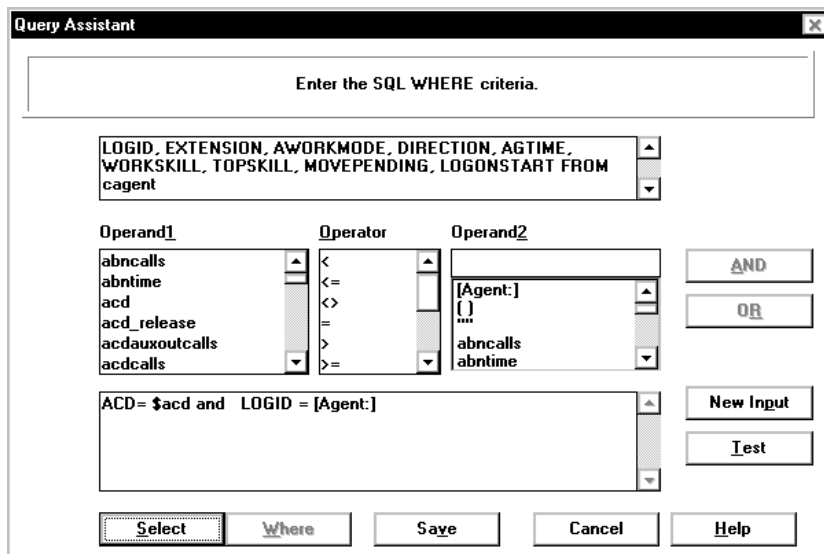 Query Assistant
Enter the SQL WHERE criteria.
LOGID, EXTENSION, AWORKMODE, DIRECTION, AGTIME,
WORKSKILL, TOPSKILL, MOVEPENDING, LOGONSTART FROM
cagent
Operand1 Operator Operand2
abncalls
abntime
acd
acd_release
acdauxoutcalls
acdcalls
<
<=
<>
=
>
>=
[Agent:]
( )
""
abncalls
abntime
AND
OR
ACD= $acd and LOGID = [Agent:]
New Input
Test
Select Where Save Cancel Help